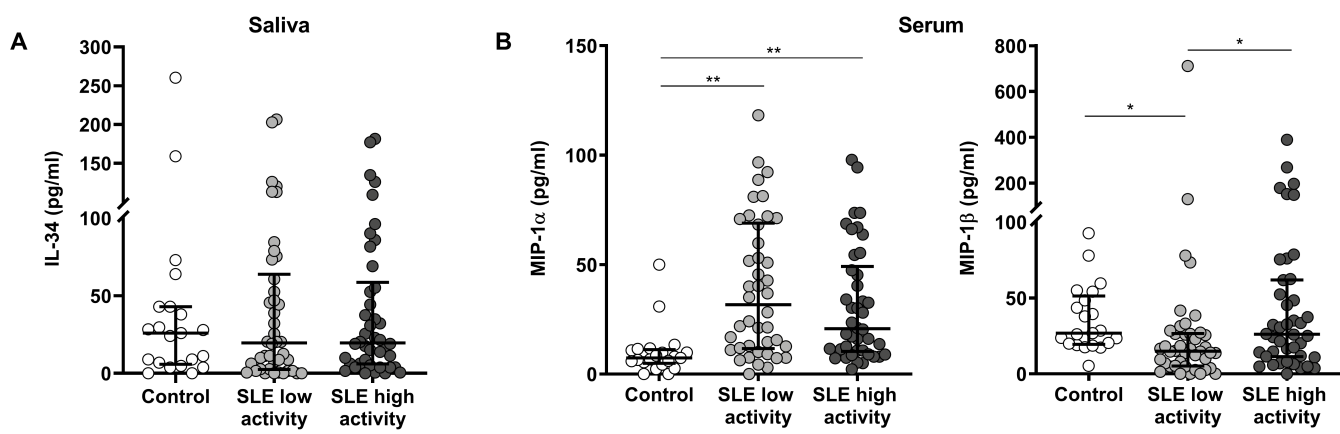 A
Saliva
IL-34 (pg/ml)
300
250
200
150
100
50
0
Control
SLE low
activity
SLE high
activity
B
Serum
MIP-1α (pg/ml)
150
100
50
0
**
**
Control
SLE low
activity
SLE high
activity
MIP-1β (pg/ml)
800
600
400
200
100
50
0
*
*
Control
SLE low
activity
SLE high
activity